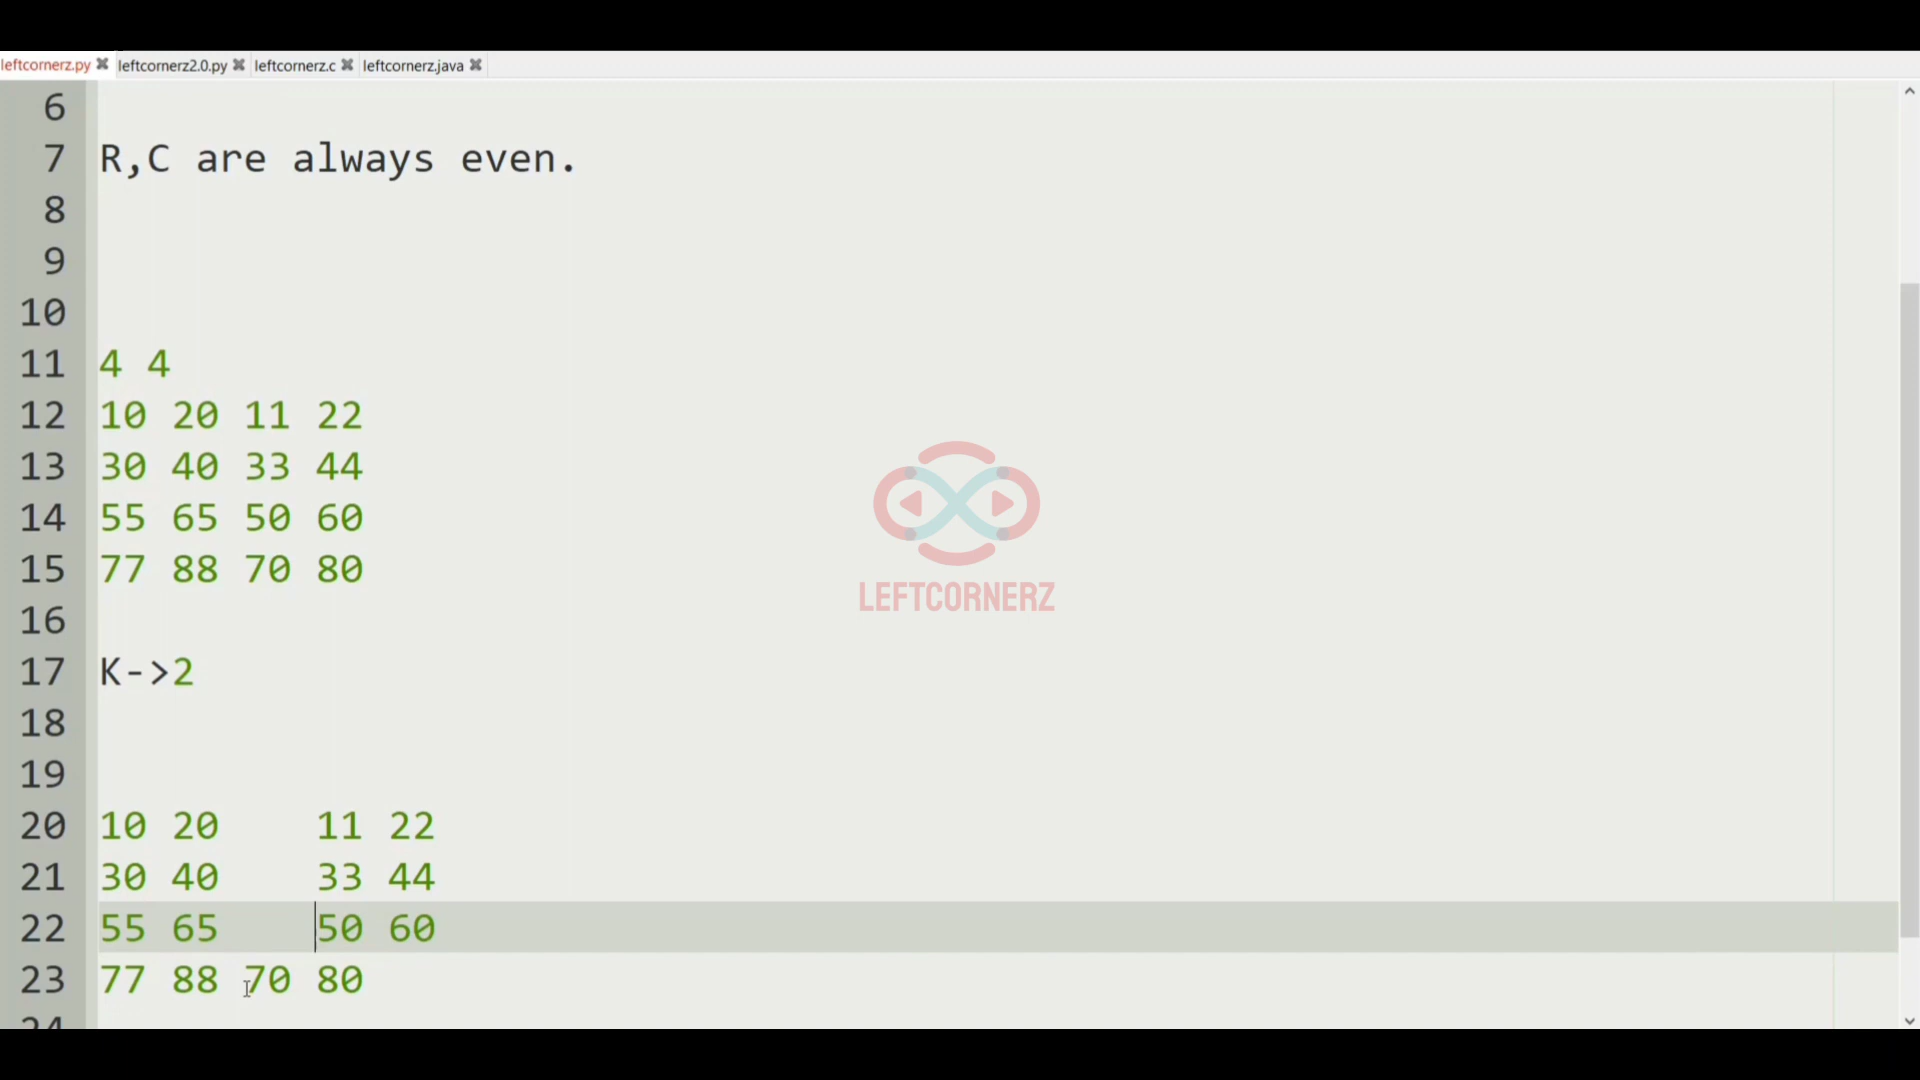 leftcornerz.py leftcornerz2.0.py leftcornerz.c leftcornerz.java
6
7 R,C are always even.
8
9
10
11 4 4
12 10 20 11 22
13 30 40 33 44
14 55 65 50 60
15 77 88 70 80
16
17 K->2
18
19
20 10 20 11 22
21 30 40 33 44
22 55 65 50 60
23 77 88 70 80
24
LEFTCORNERZ